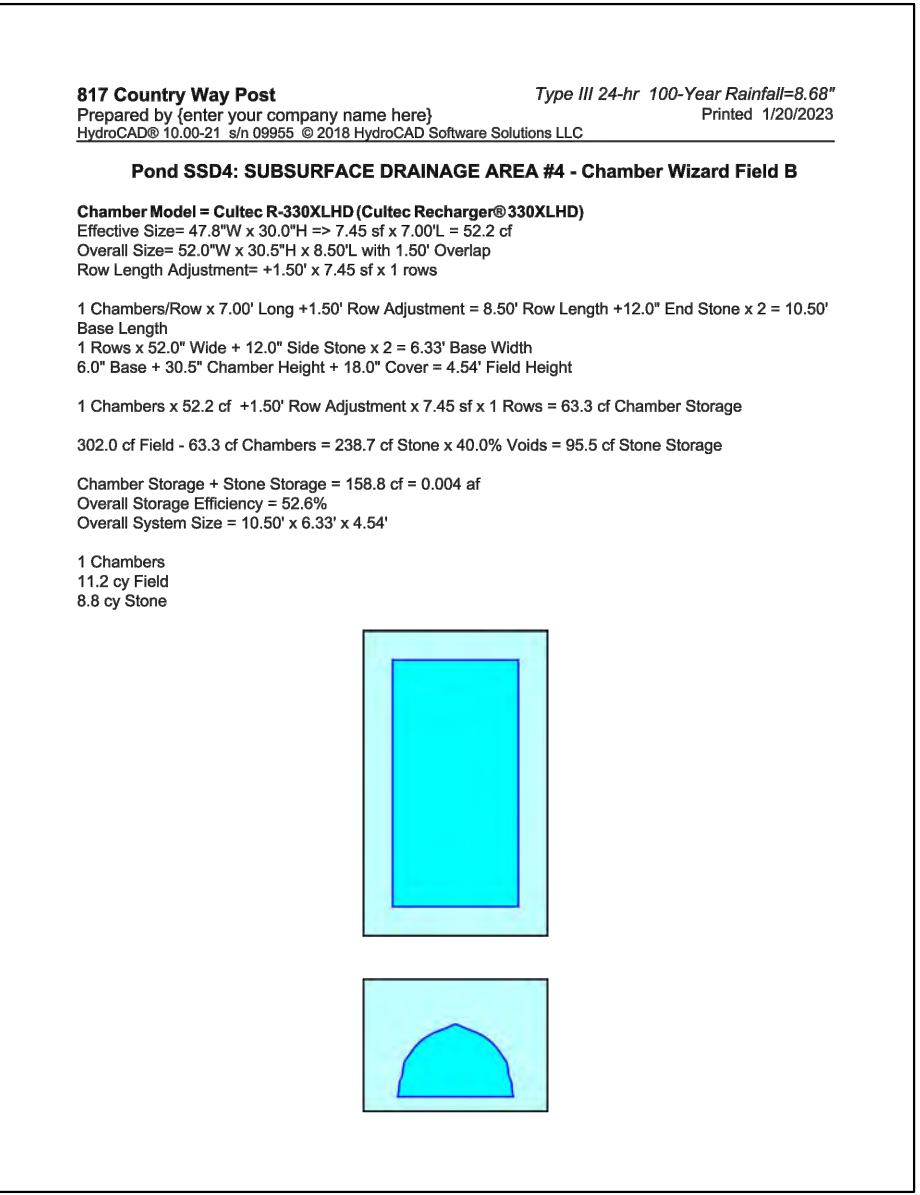 817 Country Way Post
Type III 24-hr 100-Year Rainfall=8.68"
Prepared by {enter your company name here}
Printed 1/20/2023
HydroCAD® 10.00-21 s/n 09955 © 2018 HydroCAD Software Solutions LLC
Pond SSD4: SUBSURFACE DRAINAGE AREA #4 - Chamber Wizard Field B
Chamber Model = Cultec R-330XLHD (Cultec Recharger® 330XLHD)
Effective Size= 47.8"W x 30.0"H => 7.45 sf x 7.00'L = 52.2 cf
Overall Size= 52.0"W x 30.5"H x 8.50'L with 1.50' Overlap
Row Length Adjustment= +1.50' x 7.45 sf x 1 rows
1 Chambers/Row x 7.00' Long +1.50' Row Adjustment = 8.50' Row Length +12.0" End Stone x 2 = 10.50'
Base Length
1 Rows x 52.0" Wide + 12.0" Side Stone x 2 = 6.33' Base Width
6.0" Base + 30.5" Chamber Height + 18.0" Cover = 4.54' Field Height
1 Chambers x 52.2 cf +1.50' Row Adjustment x 7.45 sf x 1 Rows = 63.3 cf Chamber Storage
302.0 cf Field - 63.3 cf Chambers = 238.7 cf Stone x 40.0% Voids = 95.5 cf Stone Storage
Chamber Storage + Stone Storage = 158.8 cf = 0.004 af
Overall Storage Efficiency = 52.6%
Overall System Size = 10.50' x 6.33' x 4.54'
1 Chambers
11.2 cy Field
8.8 cy Stone